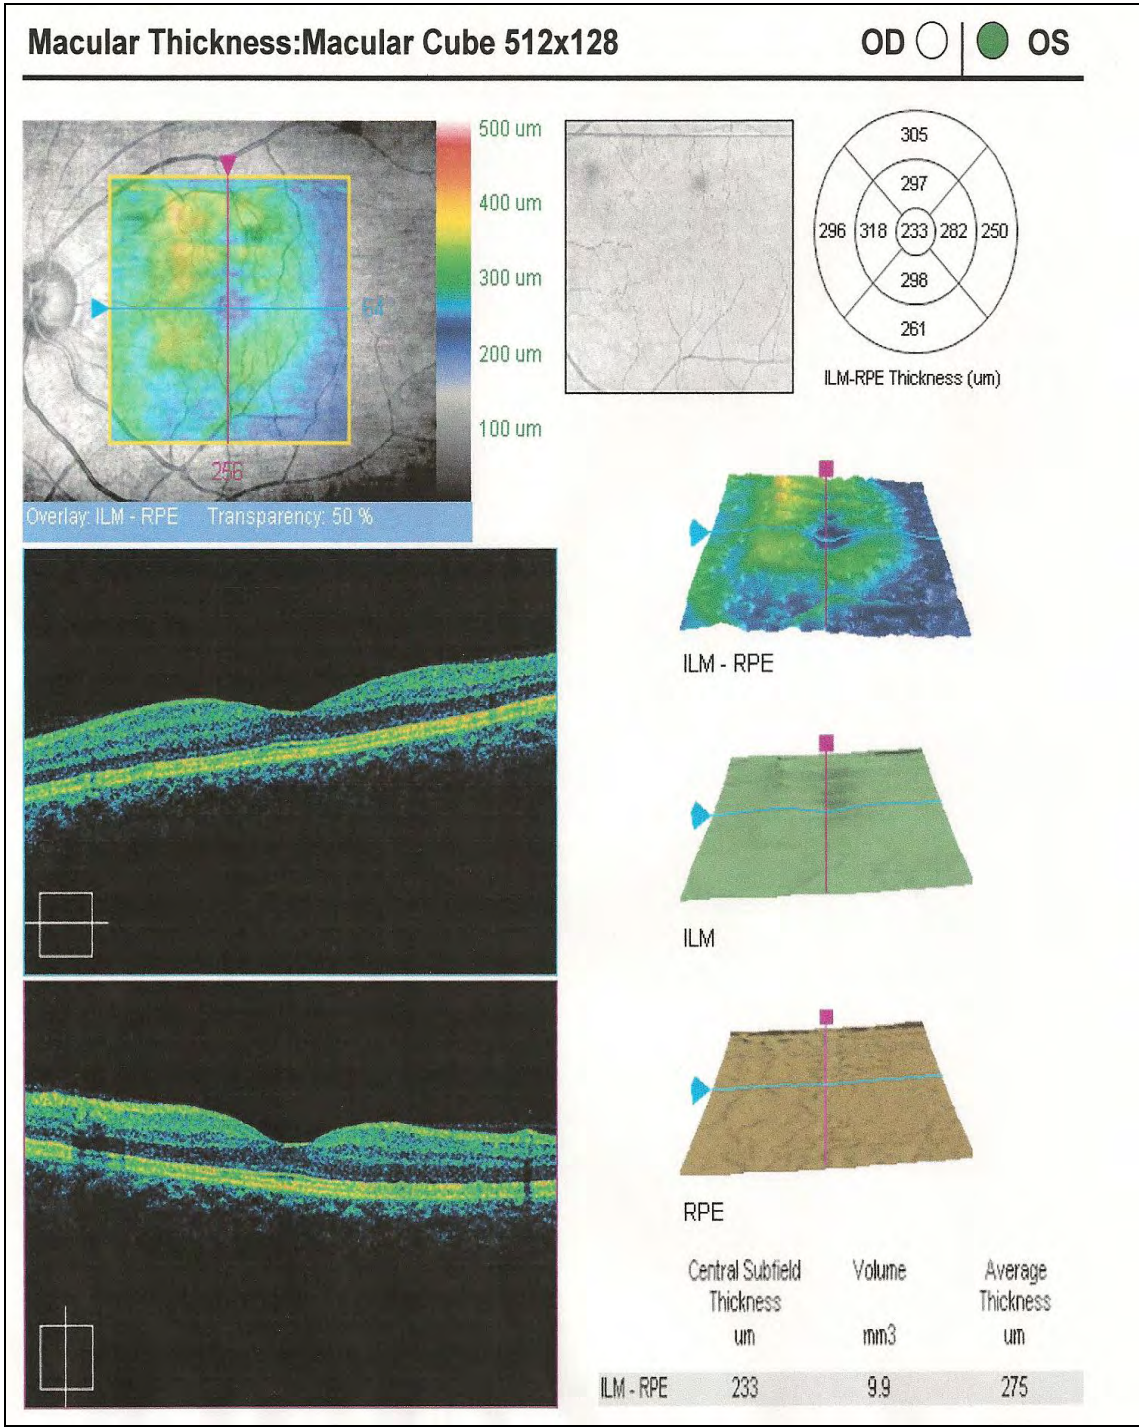 Macular Thickness:Macular Cube 512x128
OD OS
500 um
400 um
300 um
200 um
100 um
64
256
Overlay: ILM - RPE Transparency: 50 %
305
297
296 318 233 282 250
298
261
ILM-RPE Thickness (um)
ILM - RPE
ILM
RPE
Central Subfield Thickness um
Volume mm3
Average Thickness um
ILM - RPE 233 9.9 275